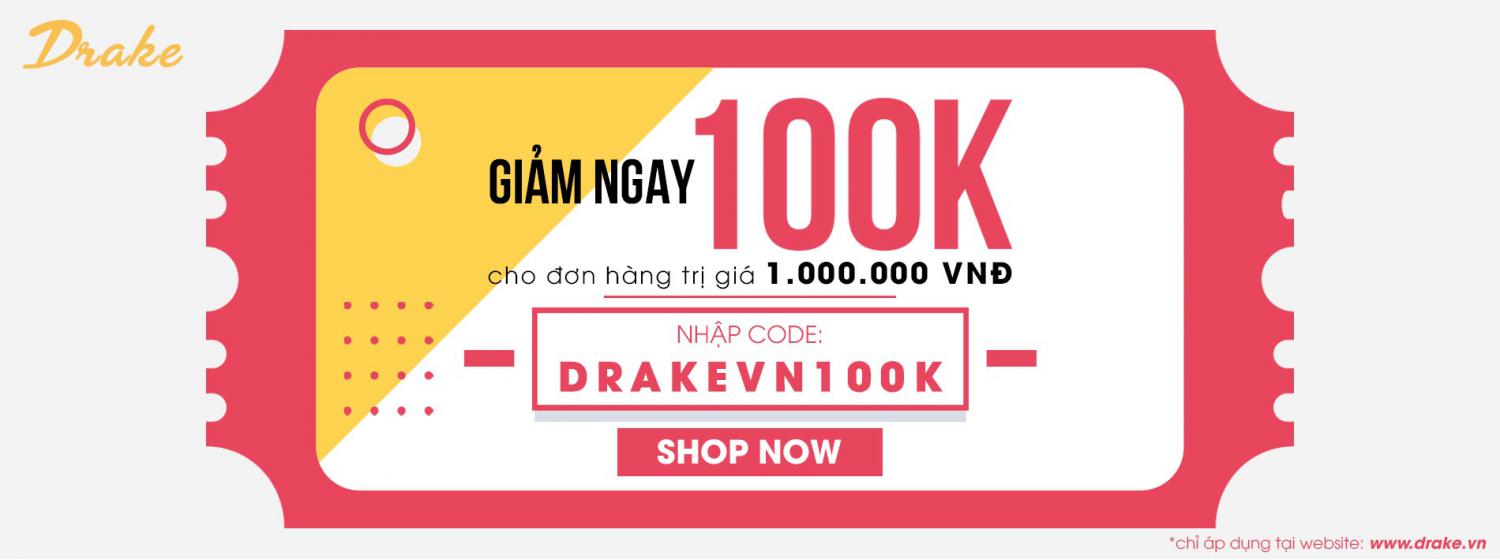 Drake
GIẢM NGAY 100K
cho đơn hàng trị giá 1.000.000 VNĐ
NHẬP CODE:
DRAKEVN100K
SHOP NOW
*chỉ áp dụng tại website: www.drake.vn